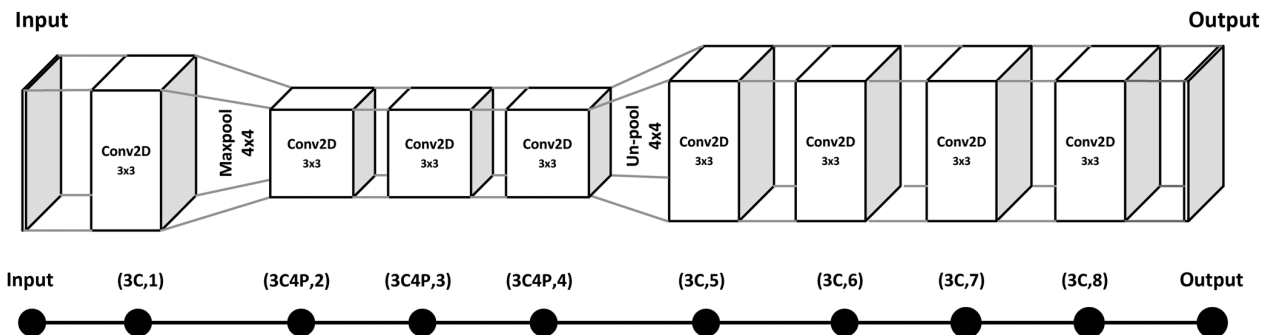 Input
Output
Conv2D
3x3
Maxpool
4x4
Conv2D
3x3
Conv2D
3x3
Conv2D
3x3
Un-pool
4x4
Conv2D
3x3
Conv2D
3x3
Conv2D
3x3
Conv2D
3x3
Input (3C,1) (3C4P,2) (3C4P,3) (3C4P,4) (3C,5) (3C,6) (3C,7) (3C,8) Output